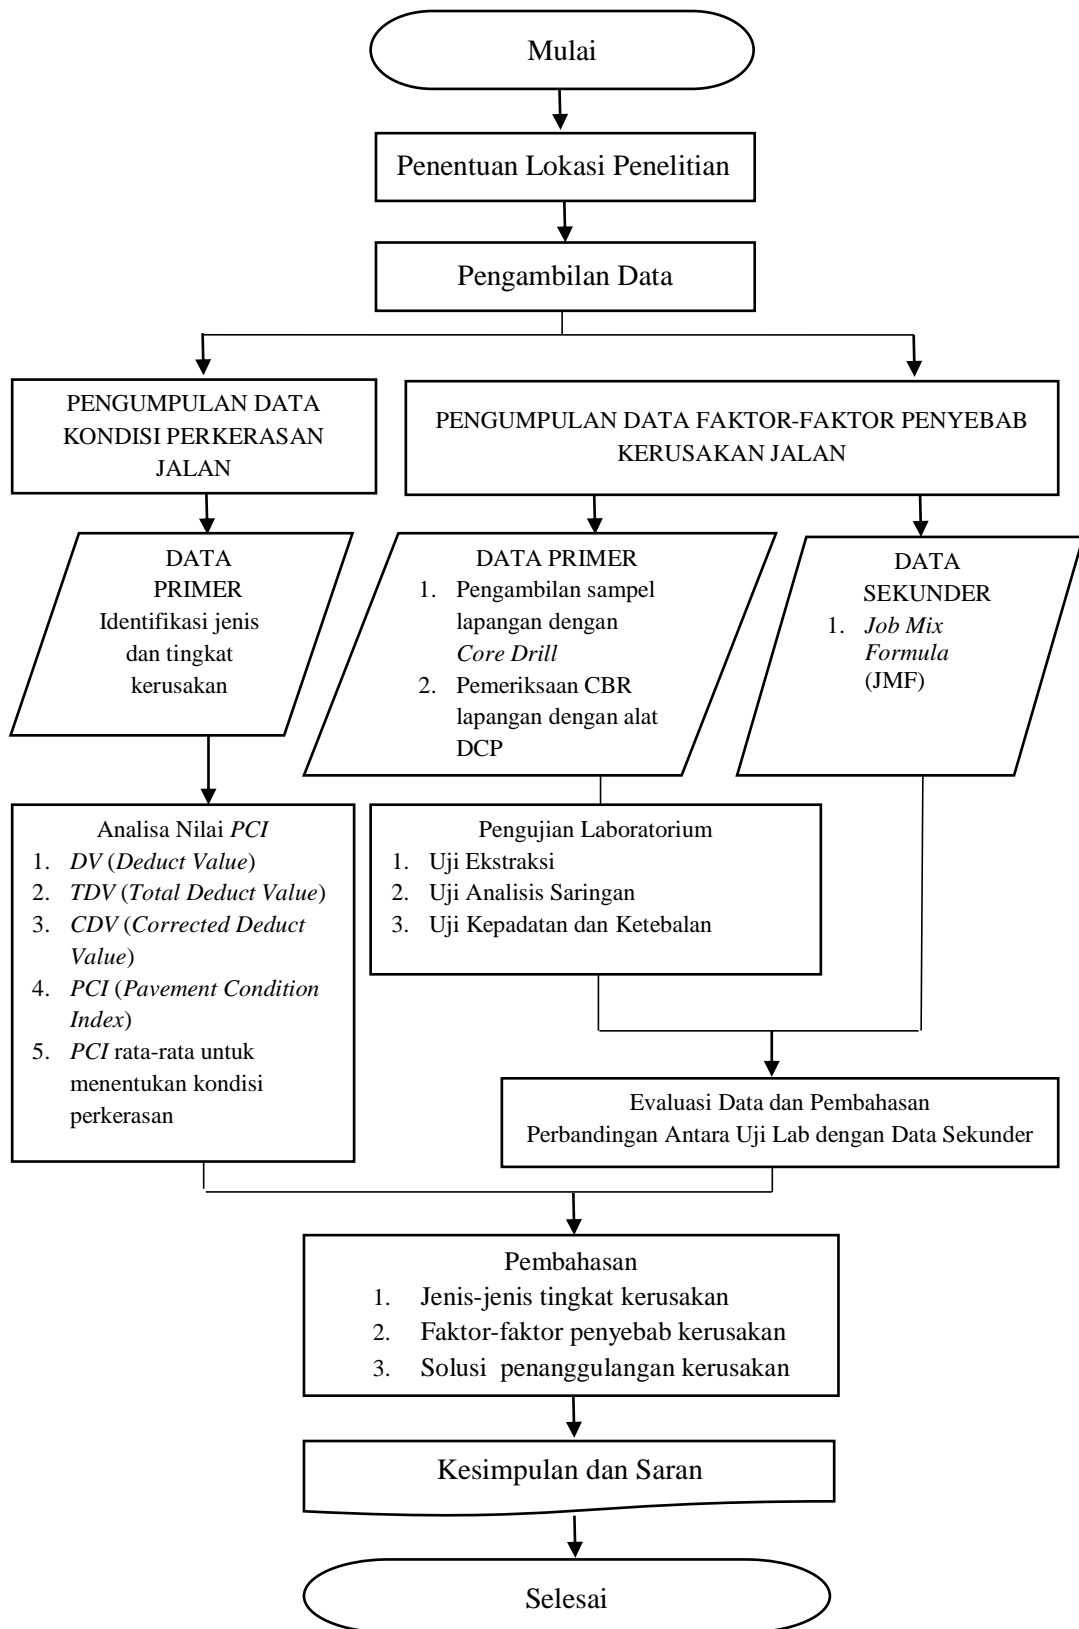 Mulai
Penentuan Lokasi Penelitian
Pengambilan Data
PENGUMPULAN DATA
KONDISI PERKERASAN
JALAN
PENGUMPULAN DATA FAKTOR-FAKTOR PENYEBAB
KERUSAKAN JALAN
DATA
PRIMER
Identifikasi jenis
dan tingkat
kerusakan
DATA PRIMER
1. Pengambilan sampel
lapangan dengan
Core Drill
2. Pemeriksaan CBR
lapangan dengan alat
DCP
DATA
SEKUNDER
1. Job Mix
Formula
(JMF)
Analisa Nilai PCI
1. DV (Deduct Value)
2. TDV (Total Deduct Value)
3. CDV (Corrected Deduct
Value)
4. PCI (Pavement Condition
Index)
5. PCI rata-rata untuk
menentukan kondisi
perkerasan
Pengujian Laboratorium
1. Uji Ekstraksi
2. Uji Analisis Saringan
3. Uji Kepadatan dan Ketebalan
Evaluasi Data dan Pembahasan
Perbandingan Antara Uji Lab dengan Data Sekunder
Pembahasan
1. Jenis-jenis tingkat kerusakan
2. Faktor-faktor penyebab kerusakan
3. Solusi penanggulangan kerusakan
Kesimpulan dan Saran
Selesai